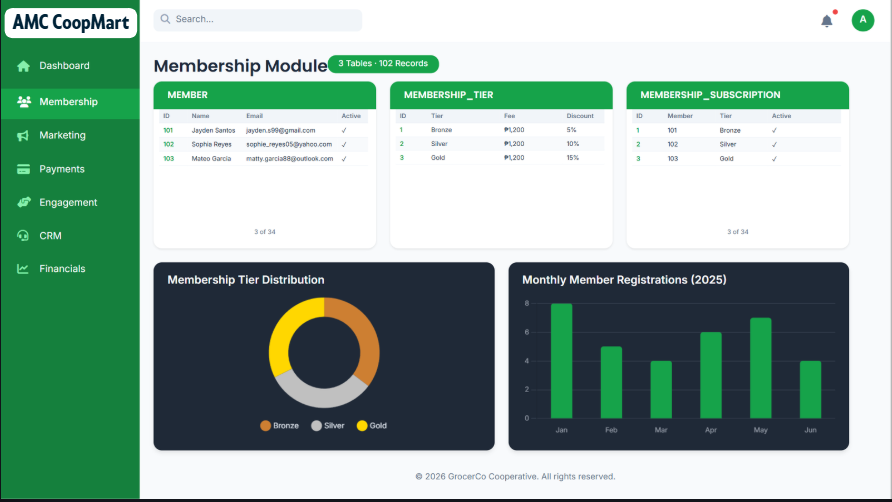 AMC CoopMart
Search...
A
Dashboard
Membership
Marketing
Payments
Engagement
CRM
Financials
Membership Module
3 Tables · 102 Records
MEMBER
ID Name Email Active
101 Jayden Santos jayden.s99@gmail.com ✓
102 Sophia Reyes sophie_reyes05@yahoo.com ✓
103 Mateo Garcia matty.garcia88@outlook.com ✓
3 of 34
MEMBERSHIP_TIER
ID Tier Fee Discount
1 Bronze ₱1,200 5%
2 Silver ₱1,200 10%
3 Gold ₱1,200 15%
MEMBERSHIP_SUBSCRIPTION
ID Member Tier Active
1 101 Bronze ✓
2 102 Silver ✓
3 103 Gold ✓
3 of 34
Membership Tier Distribution
Bronze Silver Gold
Monthly Member Registrations (2025)
8
6
4
2
0
Jan Feb Mar Apr May Jun
© 2026 GrocerCo Cooperative. All rights reserved.